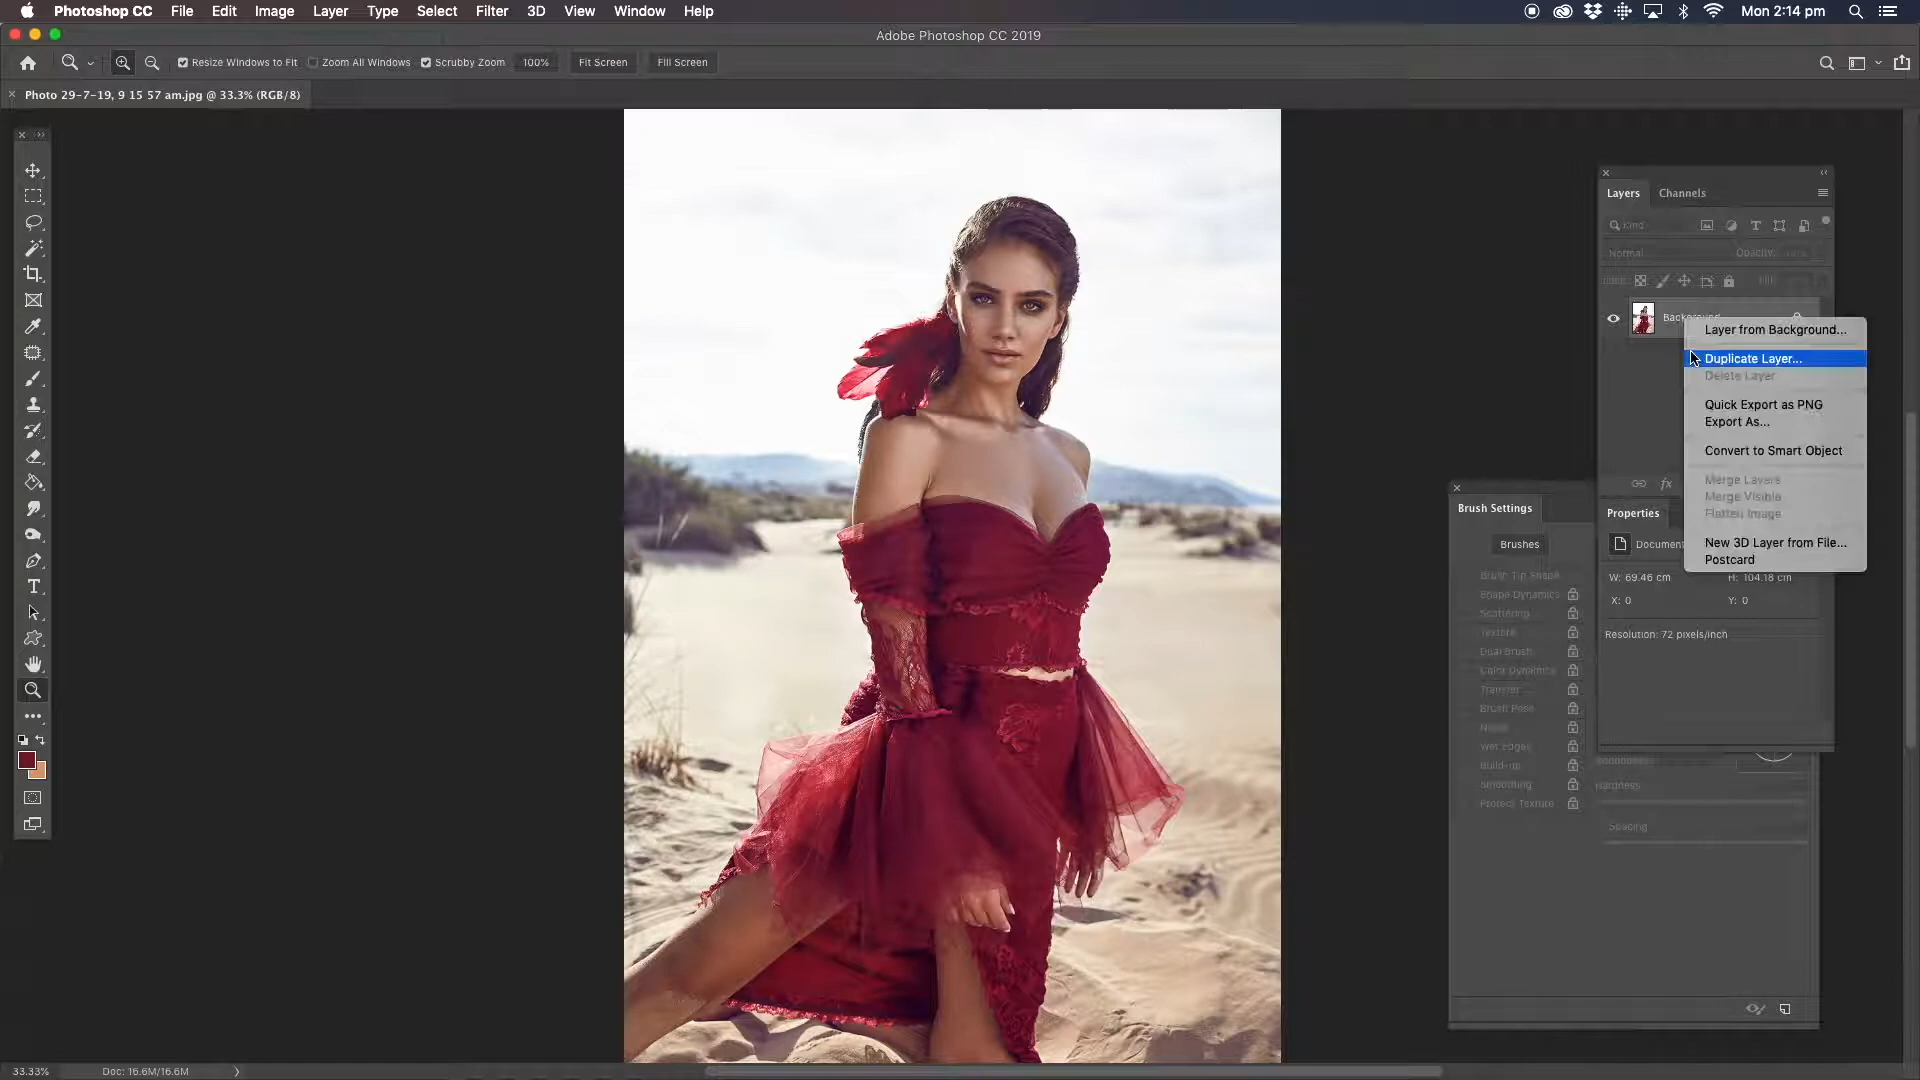 Photoshop CC File Edit Image Layer Type Select Filter 3D View Window Help Mon 2:14 pm
Adobe Photoshop CC 2019
Resize Windows to Fit Zoom All Windows Scrubby Zoom 100% Fit Screen Fill Screen
Photo 29-7-19, 9 15 57 am.jpg @ 33.3% (RGB/8)
Layers Channels
Kind
Normal Opacity:
Background
Layer from Background...
Duplicate Layer...
Delete Layer
Quick Export as PNG
Export As...
Convert to Smart Object
Merge Layers
Merge Visible
Flatten Image
New 3D Layer from File...
Postcard
fx
Properties
Document
W: 69.46 cm H: 104.18 cm
X: 0 Y: 0
Resolution: 72 pixels/inch
Brush Settings
Brushes
Brush Tip Shape
Shape Dynamics
Scattering
Texture
Dual Brush
Color Dynamics
Transfer
Brush Pose
Noise
Wet Edges
Build-up
Smoothing
Protect Texture
Hardness
Spacing
33.33% Doc: 16.6M/16.6M